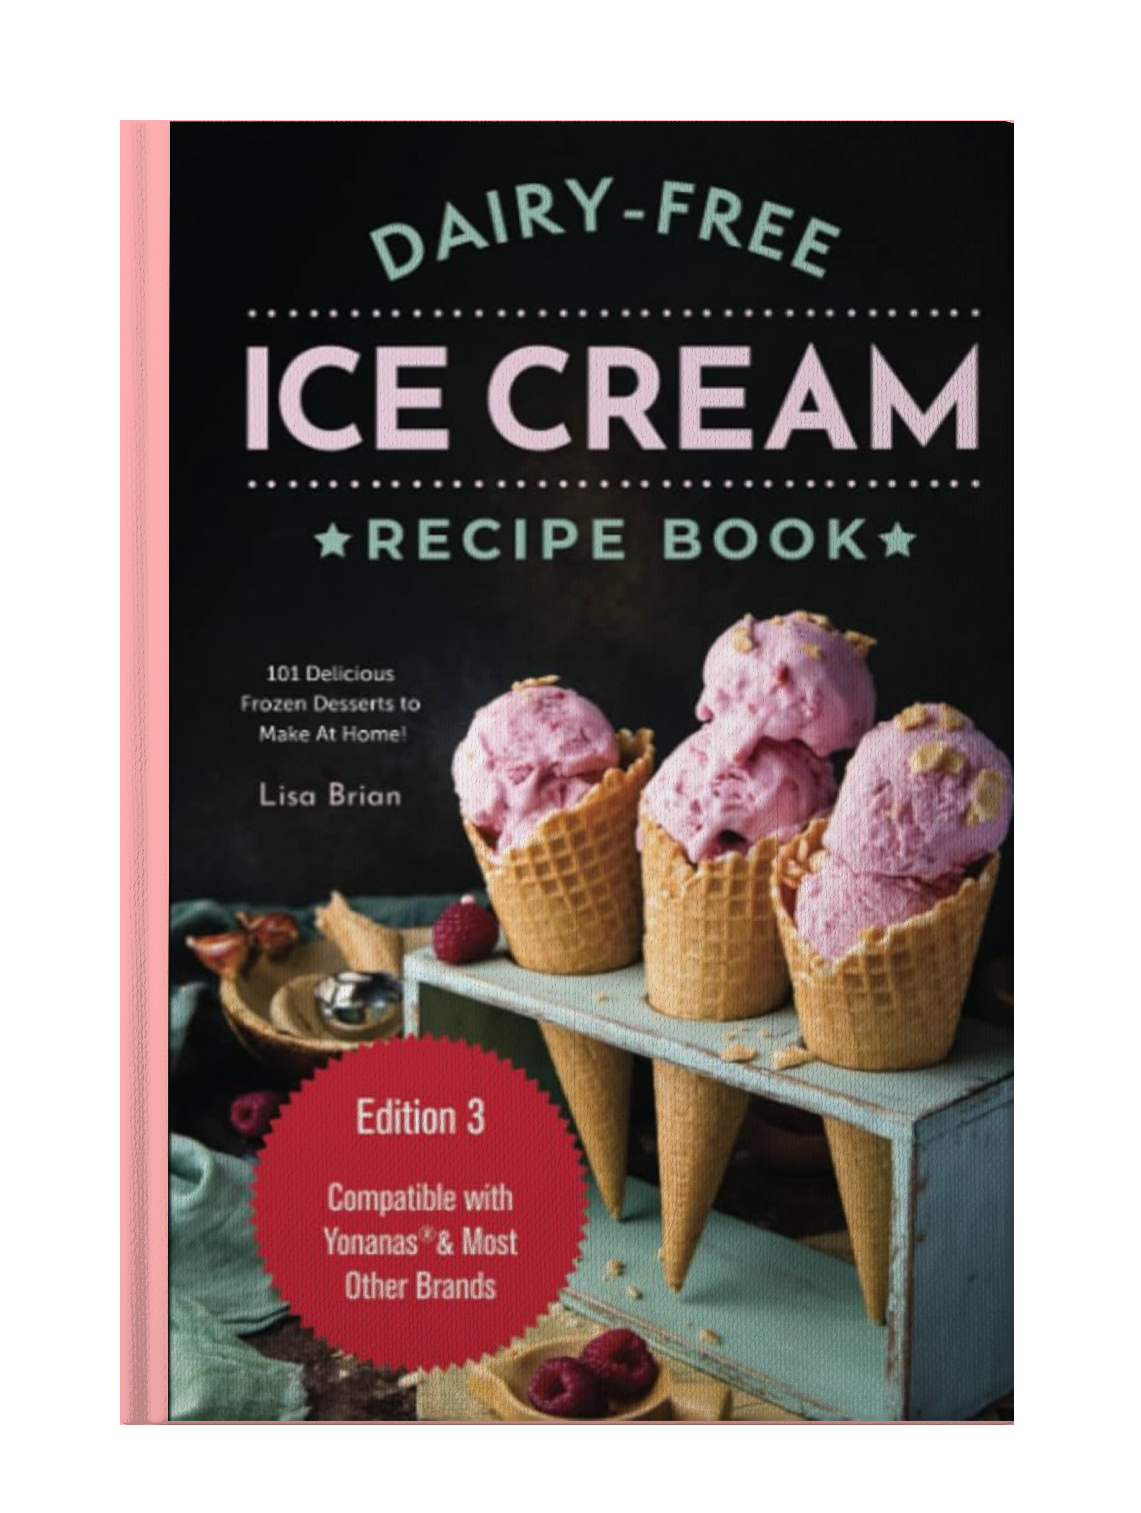 DAIRY-FREE
ICE CREAM
★RECIPE BOOK★
101 Delicious
Frozen Desserts to
Make At Home!
Lisa Brian
Edition 3
Compatible with
Yonanas®& Most
Other Brands